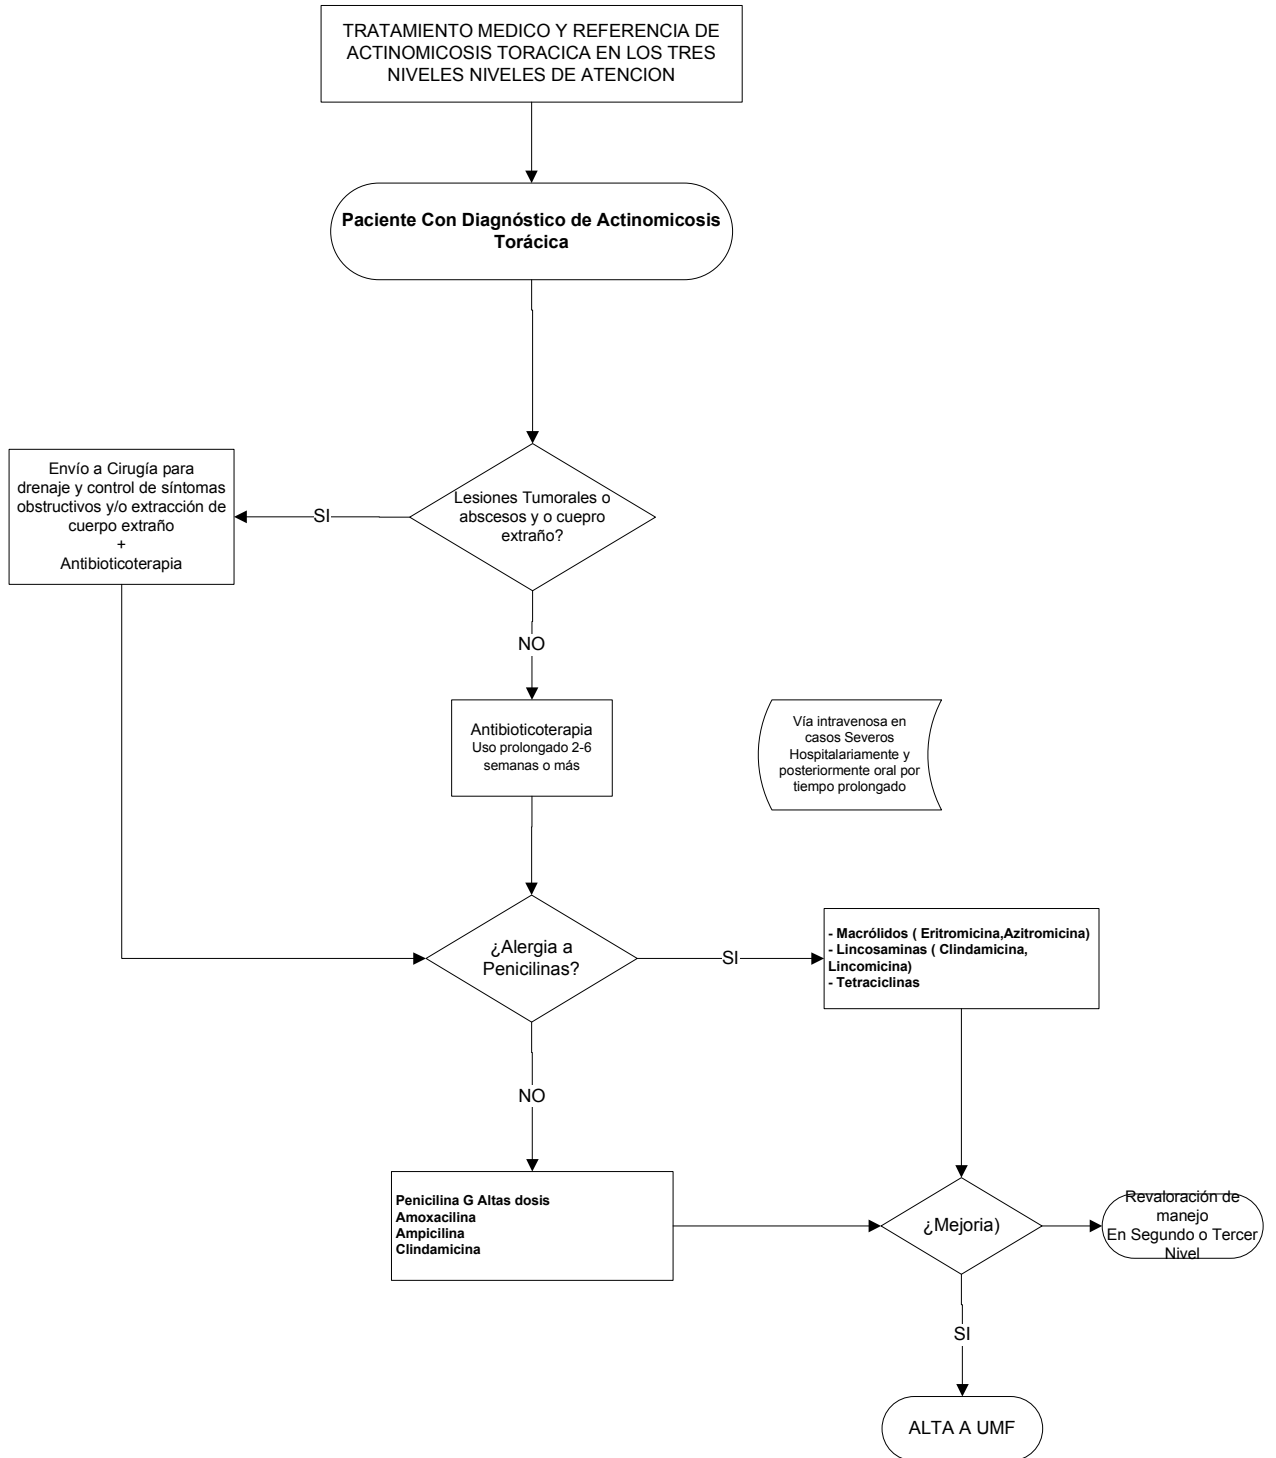 TRATAMIENTO MEDICO Y REFERENCIA DE
ACTINOMICOSIS TORACICA EN LOS TRES
NIVELES NIVELES DE ATENCION
Paciente Con Diagnóstico de Actinomicosis
Torácica
Lesiones Tumorales o
abscesos y o cuepro
extraño?
SI
Envío a Cirugía para
drenaje y control de síntomas
obstructivos y/o extracción de
cuerpo extraño
+
Antibioticoterapia
NO
Antibioticoterapia
Uso prolongado 2-6
semanas o más
Vía intravenosa en
casos Severos
Hospitalariamente y
posteriormente oral por
tiempo prolongado
¿Alergia a
Penicilinas?
SI
- Macrólidos ( Eritromicina,Azitromicina)
- Lincosaminas ( Clindamicina,
Lincomicina)
- Tetraciclinas
NO
Penicilina G Altas dosis
Amoxacilina
Ampicilina
Clindamicina
¿Mejoria)
Revaloración de
manejo
En Segundo o Tercer
Nivel
SI
ALTA A UMF